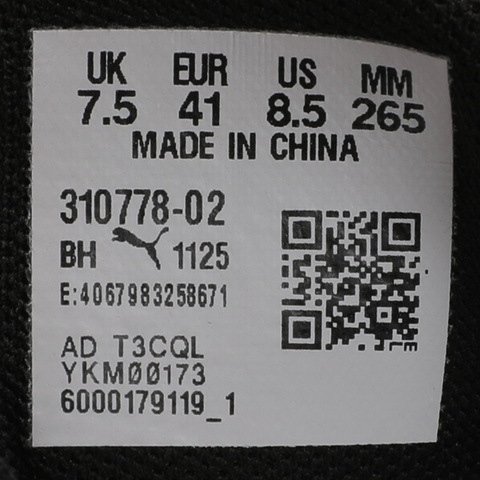 UK EUR US MM
7.5 41 8.5 265
MADE IN CHINA
310778-02
BH 1125
E:4067983258671
AD T3CQL
YKM00173
6000179119_1